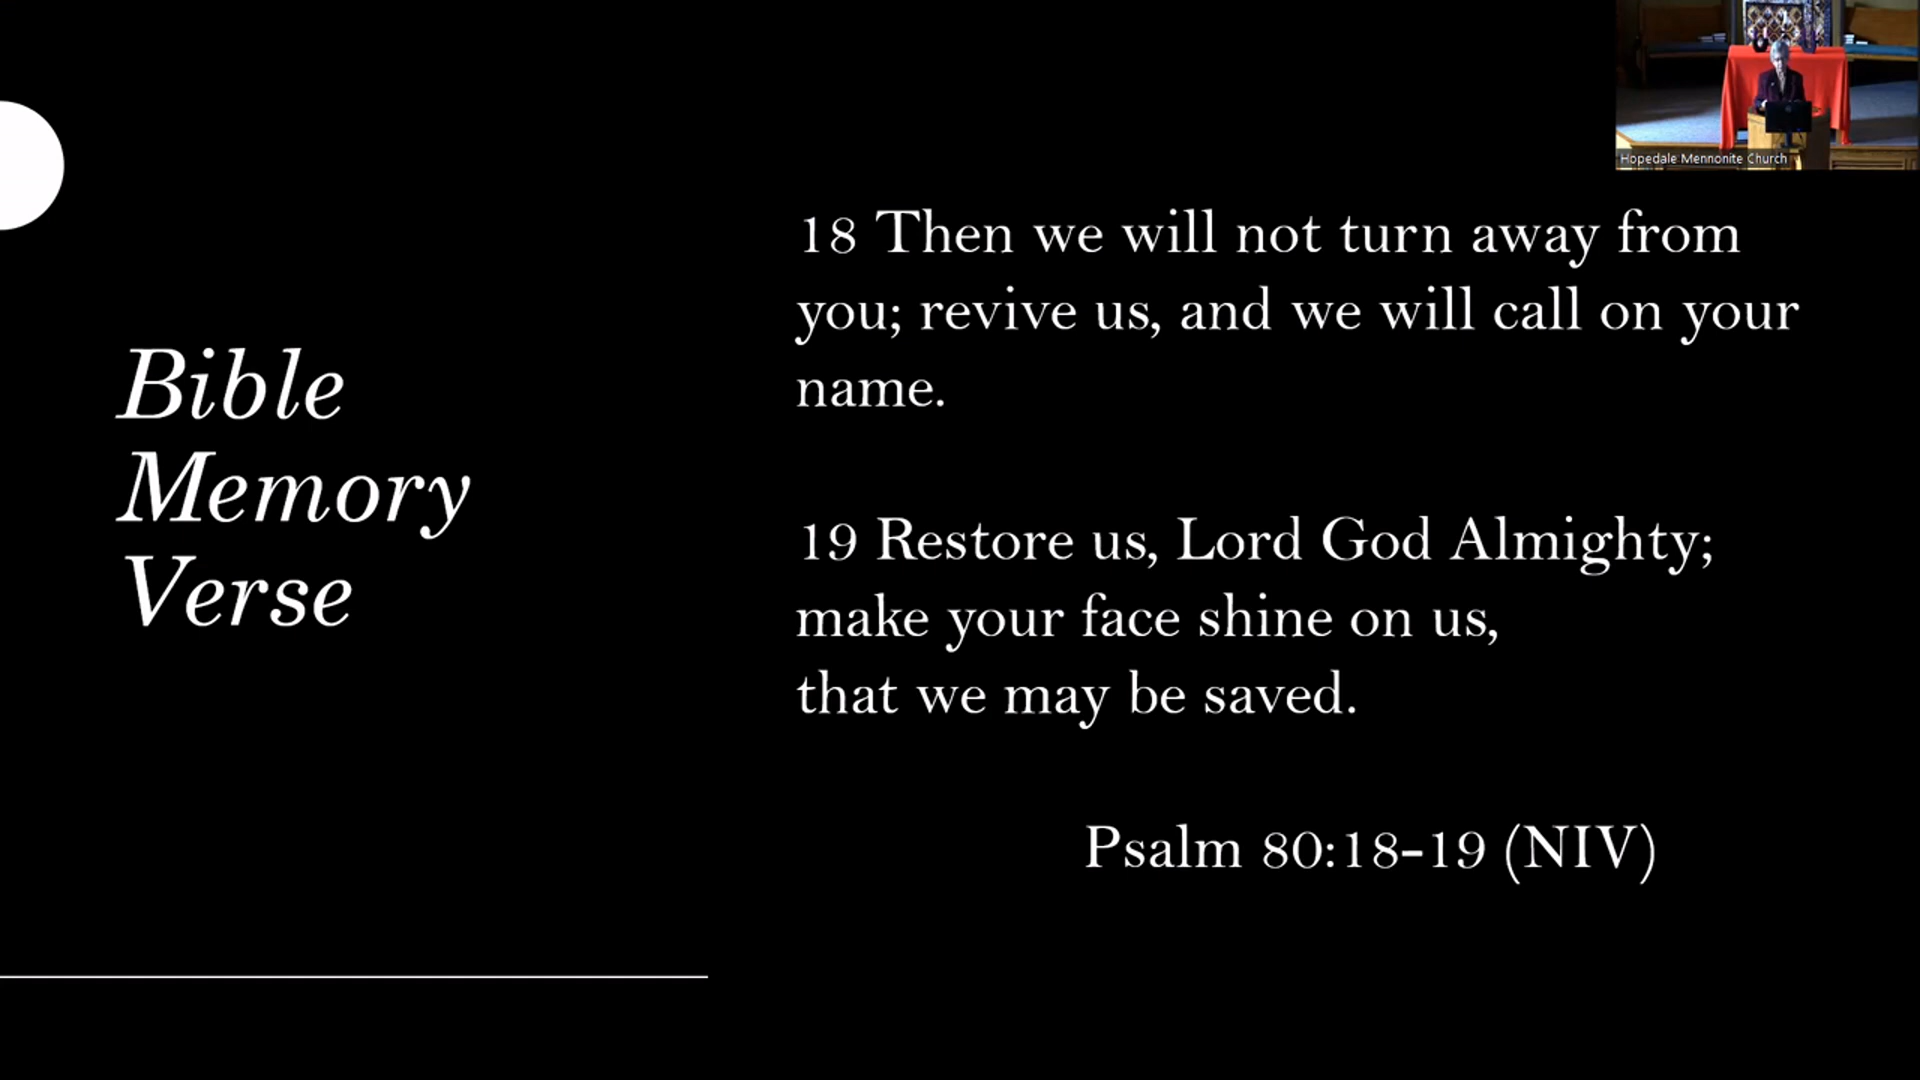 Hopedale Mennonite Church
Bible
Memory
Verse
18 Then we will not turn away from
you; revive us, and we will call on your
name.
19 Restore us, Lord God Almighty;
make your face shine on us,
that we may be saved.
Psalm 80:18-19 (NIV)